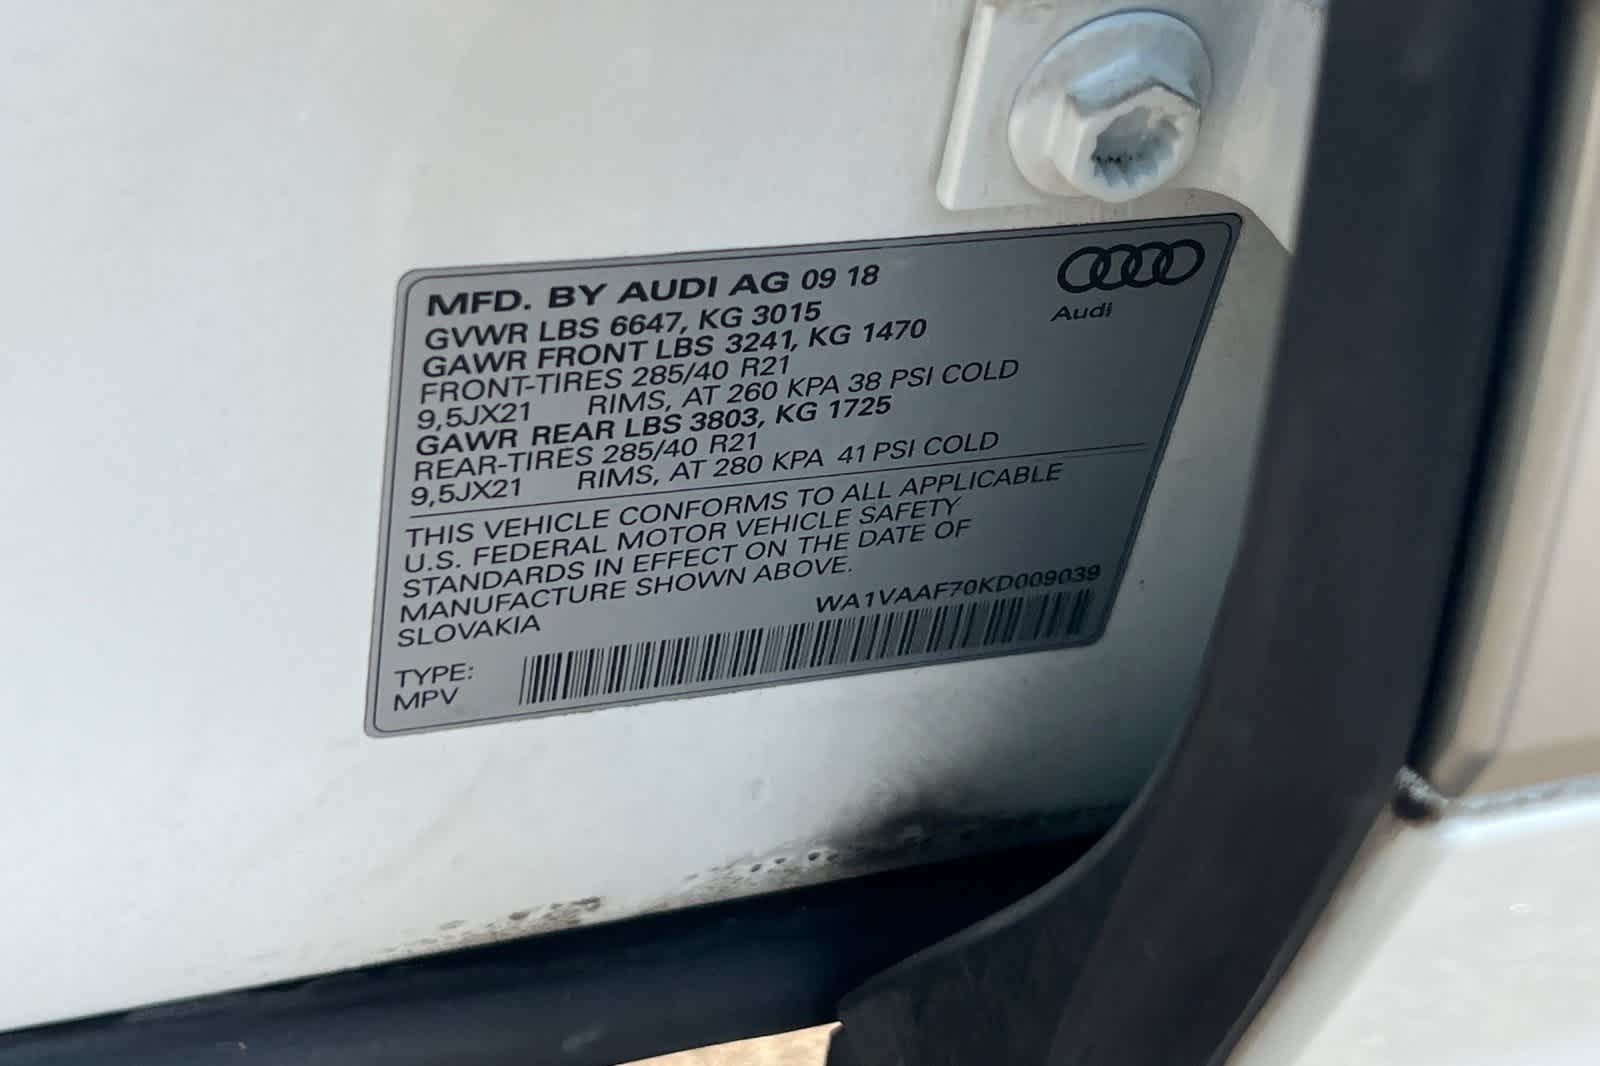 MFD. BY AUDI AG 09 18
GVWR LBS 6647, KG 3015
GAWR FRONT LBS 3241, KG 1470
FRONT-TIRES 285/40 R21
9,5JX21 RIMS, AT 260 KPA 38 PSI COLD
GAWR REAR LBS 3803, KG 1725
REAR-TIRES 285/40 R21
9,5JX21 RIMS, AT 280 KPA 41 PSI COLD
Audi
THIS VEHICLE CONFORMS TO ALL APPLICABLE
U.S. FEDERAL MOTOR VEHICLE SAFETY
STANDARDS IN EFFECT ON THE DATE OF
MANUFACTURE SHOWN ABOVE.
SLOVAKIA
WA1VAAF70KD009039
TYPE:
MPV